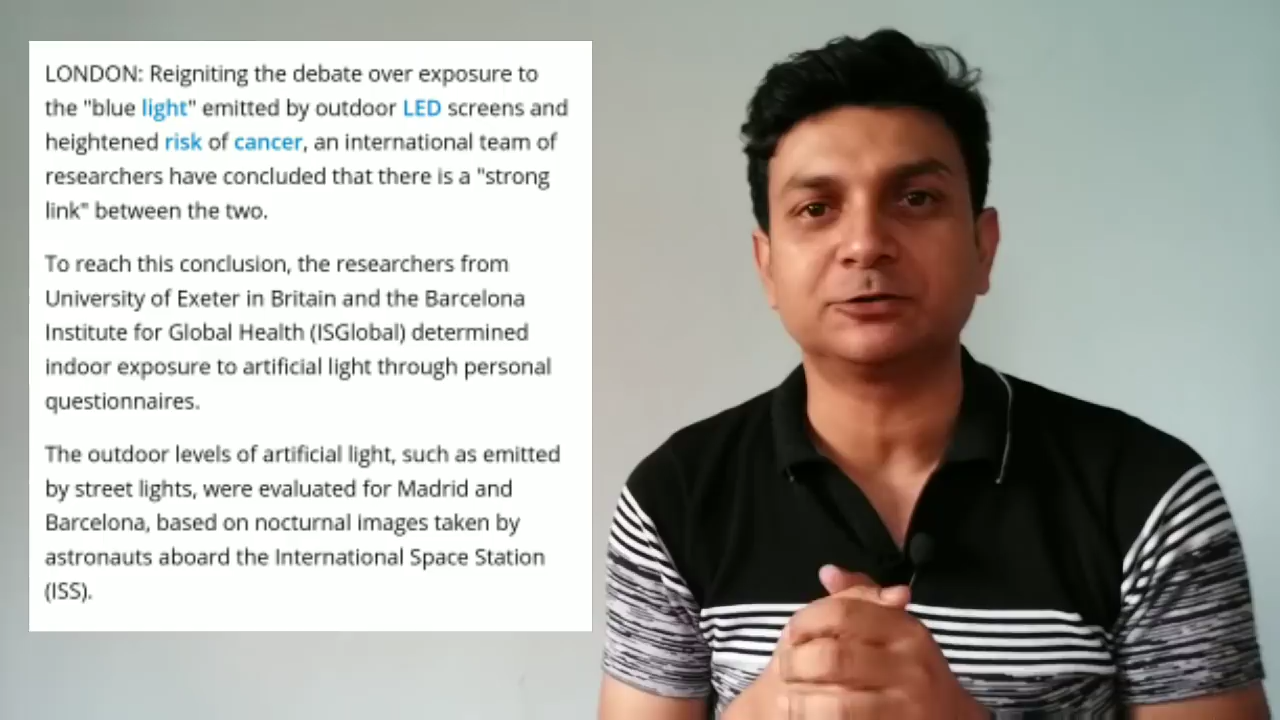 LONDON: Reigniting the debate over exposure to
the "blue light" emitted by outdoor LED screens and
heightened risk of cancer, an international team of
researchers have concluded that there is a "strong
link" between the two.
To reach this conclusion, the researchers from
University of Exeter in Britain and the Barcelona
Institute for Global Health (ISGlobal) determined
indoor exposure to artificial light through personal
questionnaires.
The outdoor levels of artificial light, such as emitted
by street lights, were evaluated for Madrid and
Barcelona, based on nocturnal images taken by
astronauts aboard the International Space Station
(ISS).